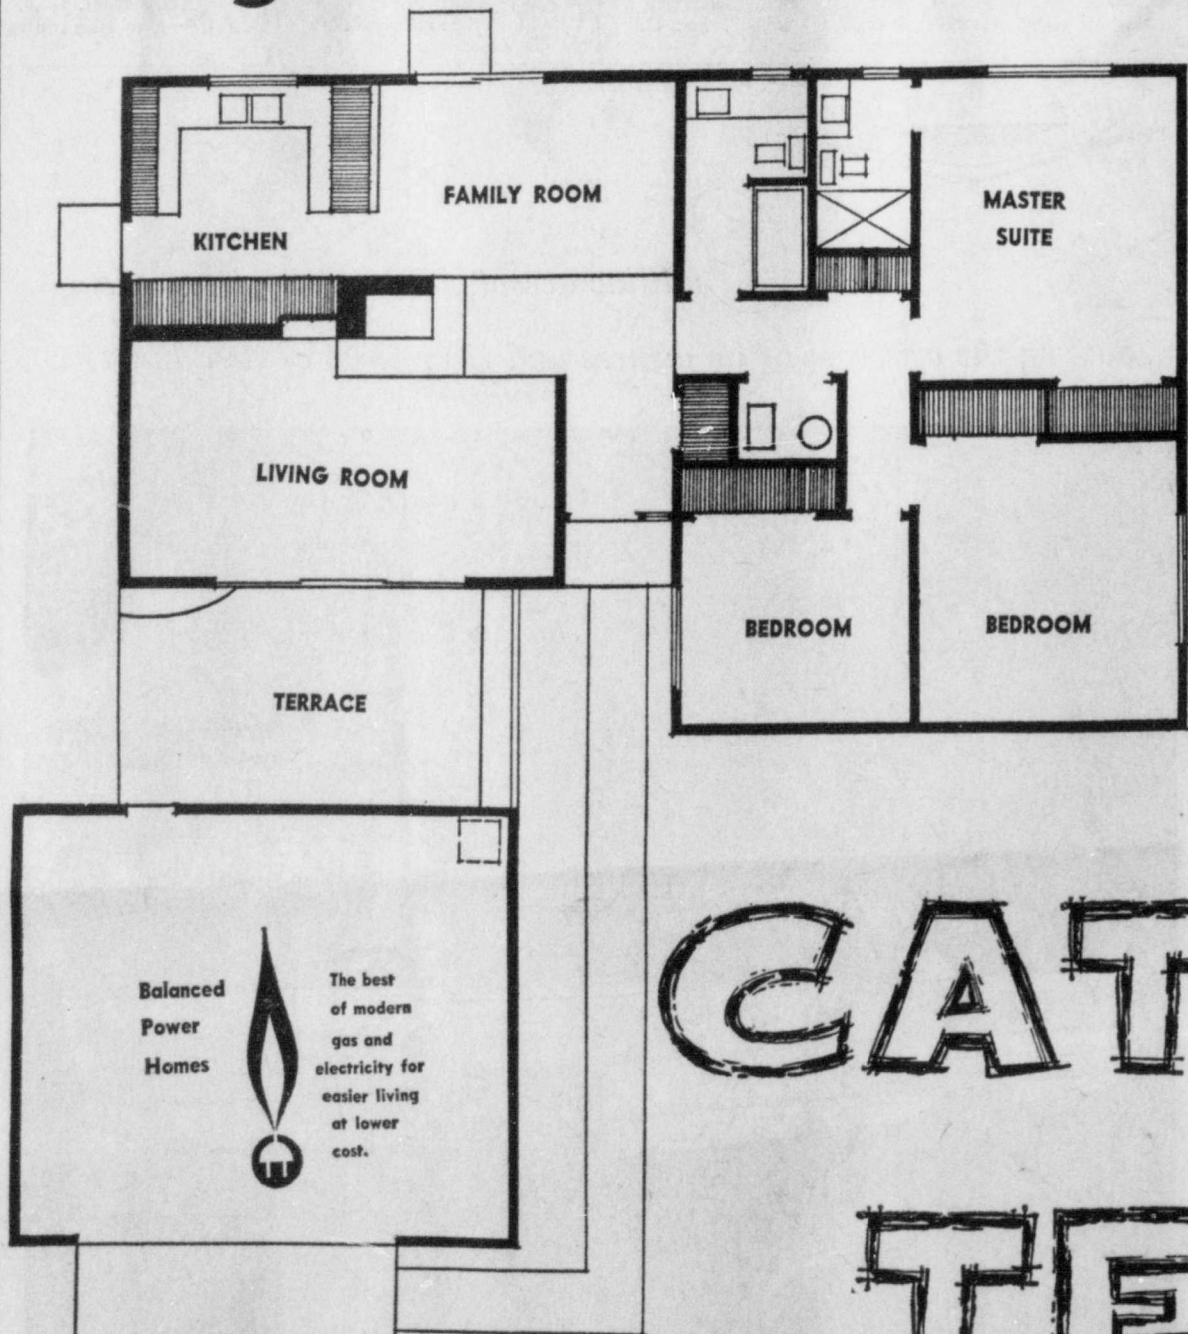 FAMILY ROOM
MASTER
SUITE
KITCHEN
LIVING ROOM
BEDROOM
BEDROOM
TERRACE
Balanced
Power
Homes
The best
of modern
gas and
electricity for
easier living
at lower
cost.
CAT
TE